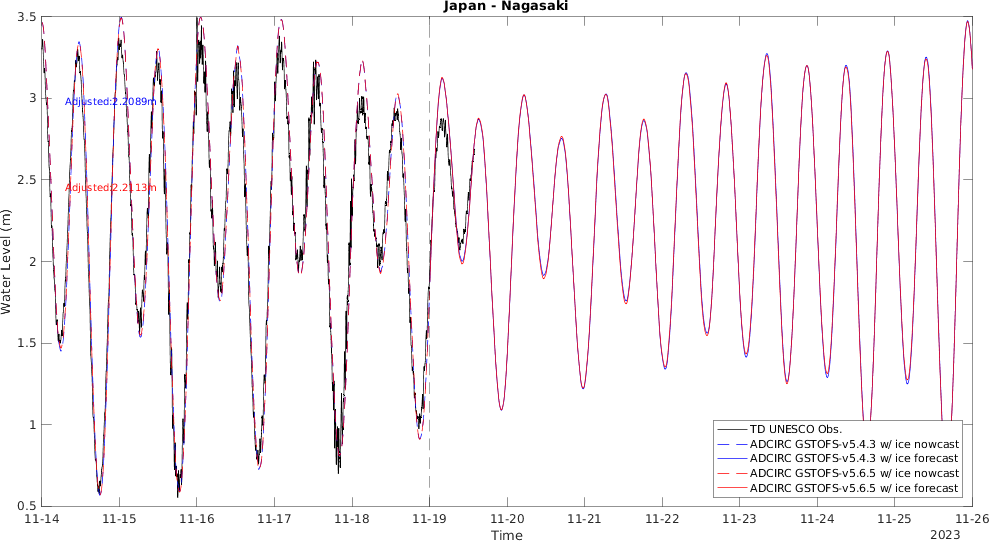 Japan - Nagasaki
3.5
3
2.5
2
1.5
1
0.5
Water Level (m)
Adjusted:2.2089m
Adjusted:2.2113m
TD UNESCO Obs.
ADCIRC GSTOFS-v5.4.3 w/ ice nowcast
ADCIRC GSTOFS-v5.4.3 w/ ice forecast
ADCIRC GSTOFS-v5.6.5 w/ ice nowcast
ADCIRC GSTOFS-v5.6.5 w/ ice forecast
11-14 11-15 11-16 11-17 11-18 11-19 11-20 11-21 11-22 11-23 11-24 11-25 11-26
Time
2023